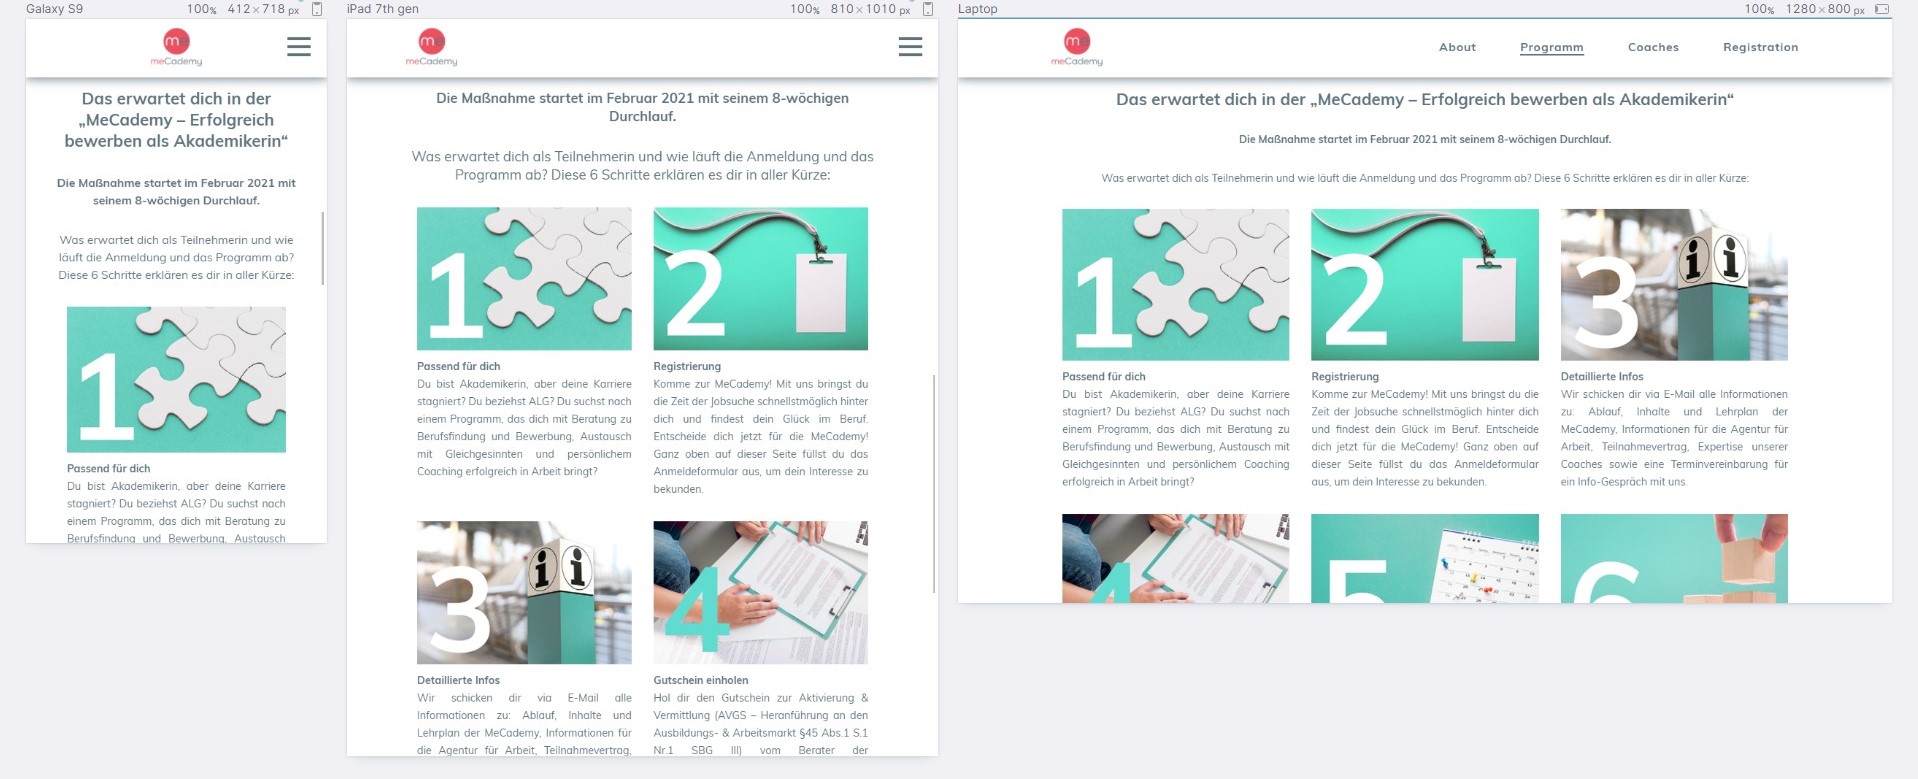 Galaxy S9
100% 412×718 px
me
meCademy
Das erwartet dich in der
„MeCademy – Erfolgreich
bewerben als Akademikerin“
Die Maßnahme startet im Februar 2021 mit
seinem 8-wöchigen Durchlauf.
Was erwartet dich als Teilnehmerin und wie
läuft die Anmeldung und das Programm ab?
Diese 6 Schritte erklären es dir in aller Kürze:
1
Passend für dich
Du bist Akademikerin, aber deine Karriere
stagniert? Du beziehst ALG? Du suchst nach
einem Programm, das dich mit Beratung zu
Berufsfindung und Bewerbung, Austausch
iPad 7th gen
100% 810×1010 px
me
meCademy
Die Maßnahme startet im Februar 2021 mit seinem 8-wöchigen
Durchlauf.
Was erwartet dich als Teilnehmerin und wie läuft die Anmeldung und das
Programm ab? Diese 6 Schritte erklären es dir in aller Kürze:
1
Passend für dich
Du bist Akademikerin, aber deine Karriere
stagniert? Du beziehst ALG? Du suchst nach
einem Programm, das dich mit Beratung zu
Berufsfindung und Bewerbung, Austausch
mit Gleichgesinnten und persönlichem
Coaching erfolgreich in Arbeit bringt?
2
Registrierung
Komme zur MeCademy! Mit uns bringst du
die Zeit der Jobsuche schnellstmöglich hinter
dich und findest dein Glück im Beruf.
Entscheide dich jetzt für die MeCademy!
Ganz oben auf dieser Seite füllst du das
Anmeldeformular aus, um dein Interesse zu
bekunden.
3
i i
Detaillierte Infos
Wir schicken dir via E-Mail alle
Informationen zu: Ablauf, Inhalte und
Lehrplan der MeCademy, Informationen für
die Agentur für Arbeit, Teilnahmevertrag,
4
Gutschein einholen
Hol dir den Gutschein zur Aktivierung &
Vermittlung (AVGS – Heranführung an den
Ausbildungs- & Arbeitsmarkt §45 Abs.1 S.1
Nr.1 SBG III) vom Berater der
Laptop
100% 1280×800 px
me
meCademy
About Programm Coaches Registration
Das erwartet dich in der „MeCademy – Erfolgreich bewerben als Akademikerin“
Die Maßnahme startet im Februar 2021 mit seinem 8-wöchigen Durchlauf.
Was erwartet dich als Teilnehmerin und wie läuft die Anmeldung und das Programm ab? Diese 6 Schritte erklären es dir in aller Kürze:
1
Passend für dich
Du bist Akademikerin, aber deine Karriere
stagniert? Du beziehst ALG? Du suchst nach
einem Programm, das dich mit Beratung zu
Berufsfindung und Bewerbung, Austausch mit
Gleichgesinnten und persönlichem Coaching
erfolgreich in Arbeit bringt?
2
Registrierung
Komme zur MeCademy! Mit uns bringst du die
Zeit der Jobsuche schnellstmöglich hinter dich
und findest dein Glück im Beruf. Entscheide
dich jetzt für die MeCademy! Ganz oben auf
dieser Seite füllst du das Anmeldeformular
aus, um dein Interesse zu bekunden.
3
i i
Detaillierte Infos
Wir schicken dir via E-Mail alle Informationen
zu: Ablauf, Inhalte und Lehrplan der
MeCademy, Informationen für die Agentur für
Arbeit, Teilnahmevertrag, Expertise unserer
Coaches sowie eine Terminvereinbarung für
ein Info-Gespräch mit uns.
4
5
6